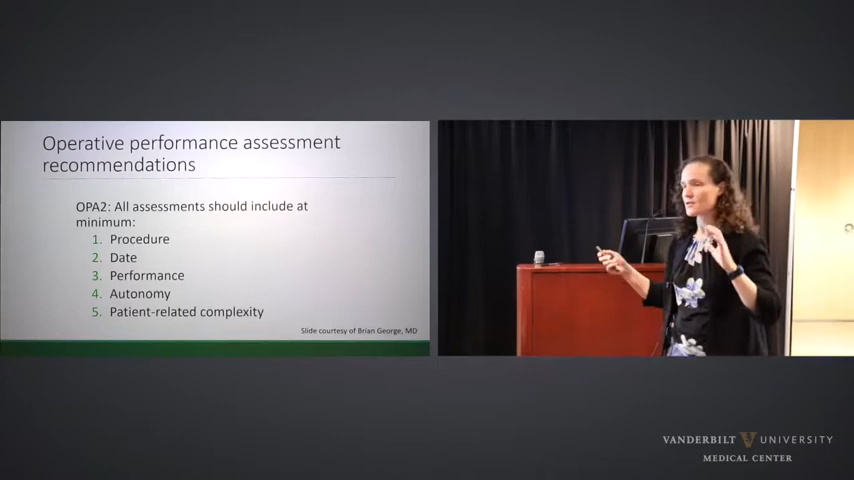 Operative performance assessment
recommendations
OPA2: All assessments should include at
minimum:
1. Procedure
2. Date
3. Performance
4. Autonomy
5. Patient-related complexity
Slide courtesy of Brian George, MD
VANDERBILT V UNIVERSITY
MEDICAL CENTER